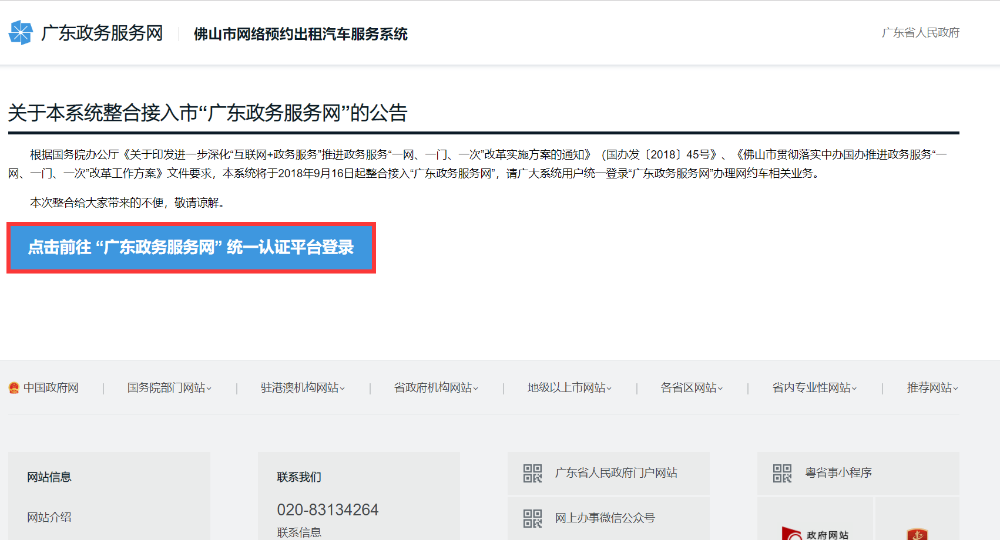 广东政务服务网
佛山市网络预约出租汽车服务系统
广东省人民政府
关于本系统整合接入市“广东政务服务网”的公告
根据国务院办公厅《关于印发进一步深化“互联网+政务服务”推进政务服务“一网、一门、一次”改革实施方案的通知》（国办发〔2018〕45号》、《佛山市贯彻落实中办国办推进政务服务“一
网、一门、一次”改革工作方案》文件要求，本系统将于2018年9月16日起整合接入“广东政务服务网”，请广大系统用户统一登录“广东政务服务网”办理网约车相关业务。
本次整合给大家带来的不便，敬请谅解。
点击前往 “广东政务服务网” 统一认证平台登录
中国政府网
国务院部门网站
驻港澳机构网站
省政府机构网站
地级以上市网站
各省区网站
省内专业性网站
推荐网站
网站信息
网站介绍
联系我们
020-83134264
联系信息
广东省人民政府门户网站
网上办事微信公众号
粤省事小程序
政府网站